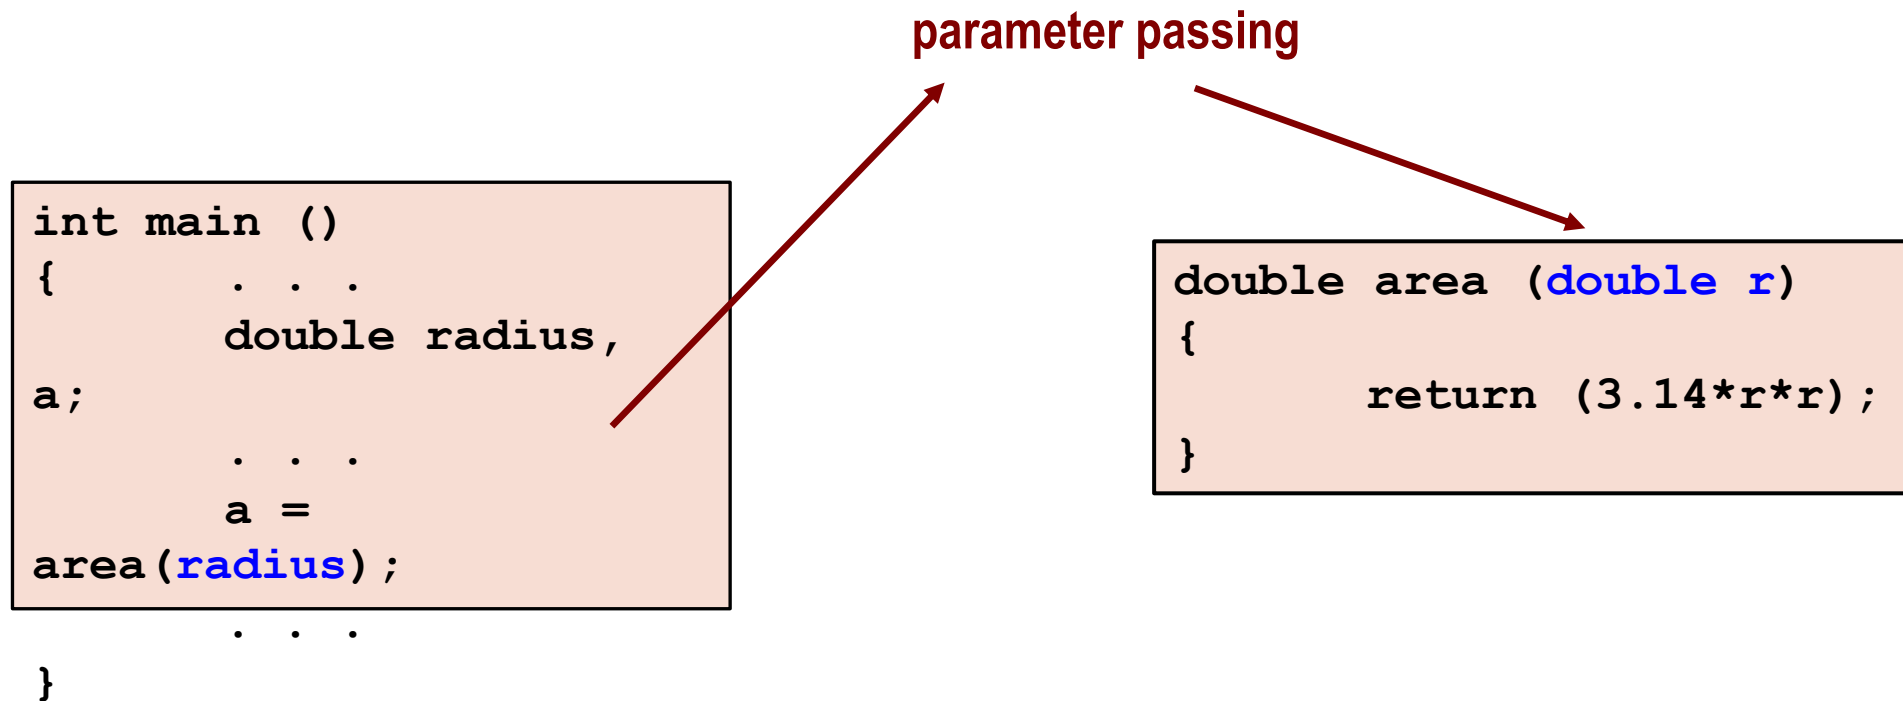 parameter passing
int main ()
{ . . .
double radius,
a;
. . .
a =
area(radius);
. . .
}
double area (double r)
{
return (3.14*r*r);
}